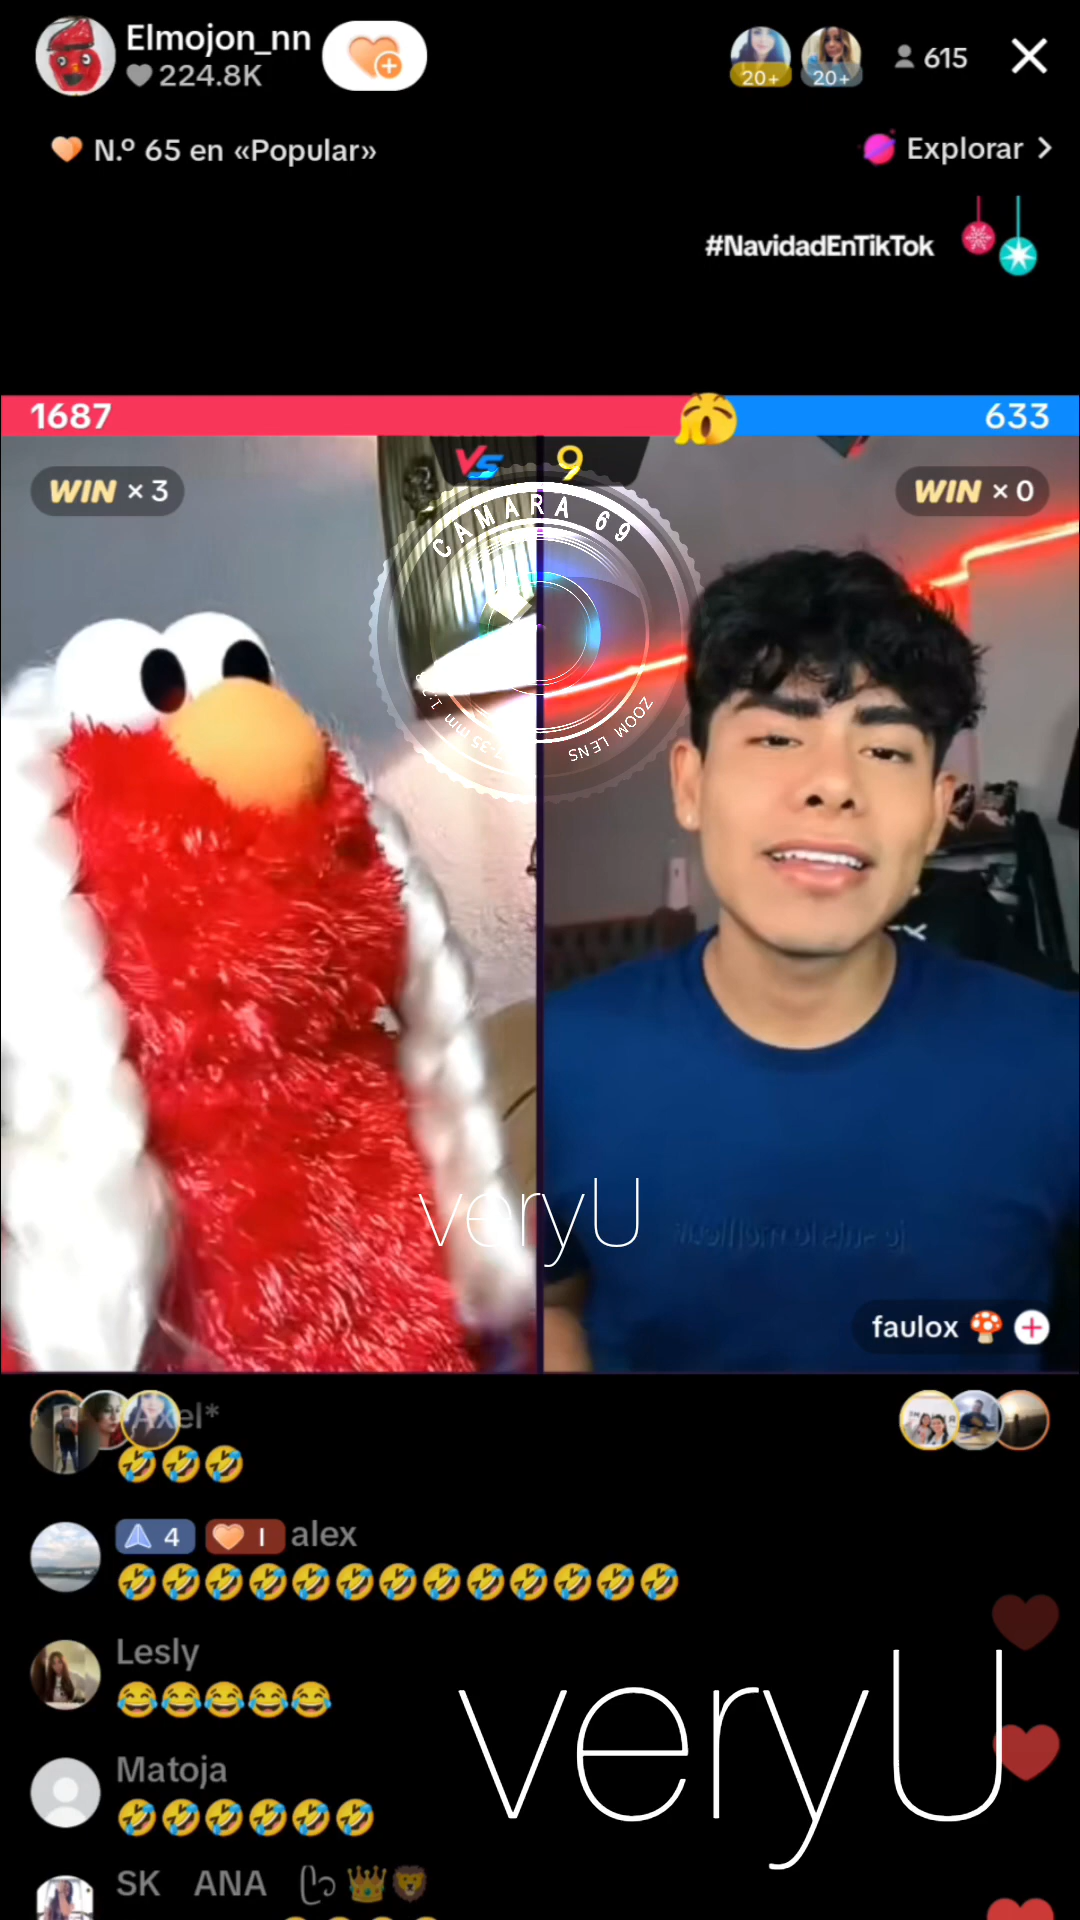 Elmojon_nn
224.8K
20+
20+
615
N.º 65 en «Popular»
Explorar
#NavidadEnTikTok
1687
633
VS 9
WIN × 3
WIN × 0
CAMARA 69
ZOOM LENS
veryU
faulox
Axel*
4 I alex
Lesly
veryU
Matoja
SK ANA